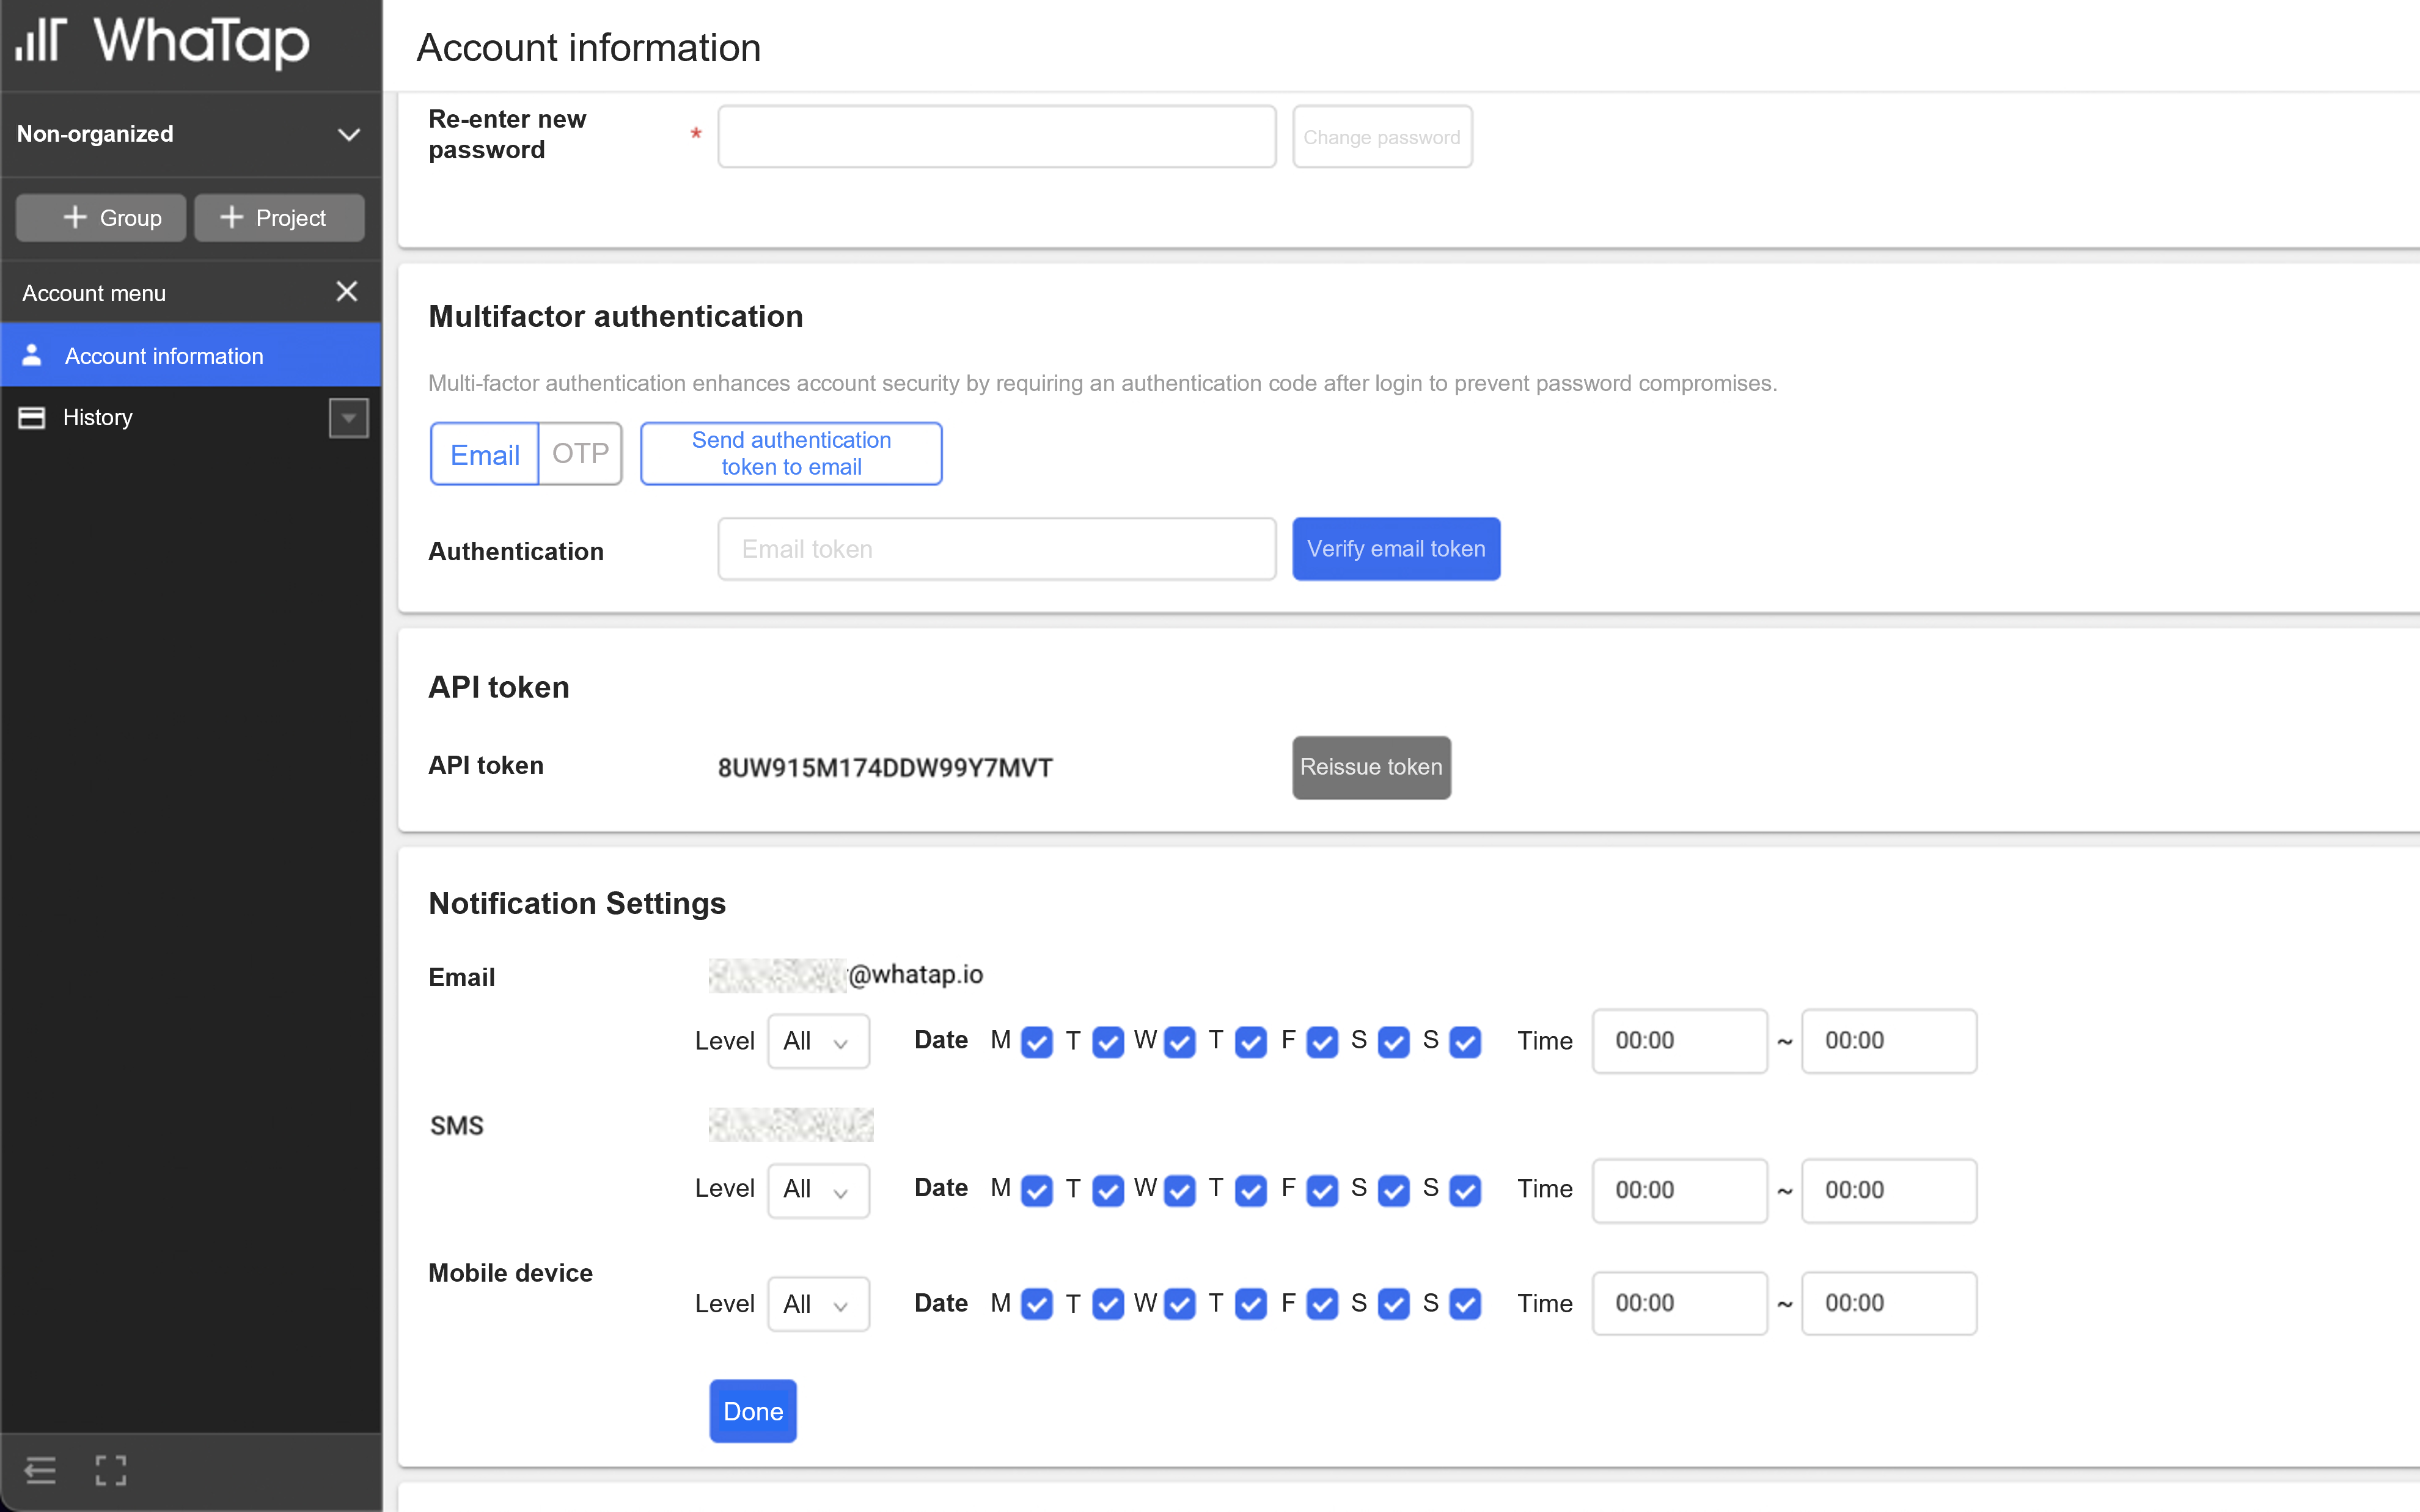 WhaTap
Account information
Non-organized
Group
Project
Account menu
Account information
History
Re-enter new
password
*
Change password
Multifactor authentication
Multi-factor authentication enhances account security by requiring an authentication code after login to prevent password compromises.
Email OTP
Send authentication
token to email
Authentication
Email token
Verify email token
API token
API token 8UW915M174DDW99Y7MVT Reissue token
Notification Settings
Email @whatap.io
Level All Date M T W T F S S Time 00:00 ~ 00:00
SMS
Level All Date M T W T F S S Time 00:00 ~ 00:00
Mobile device
Level All Date M T W T F S S Time 00:00 ~ 00:00
Done